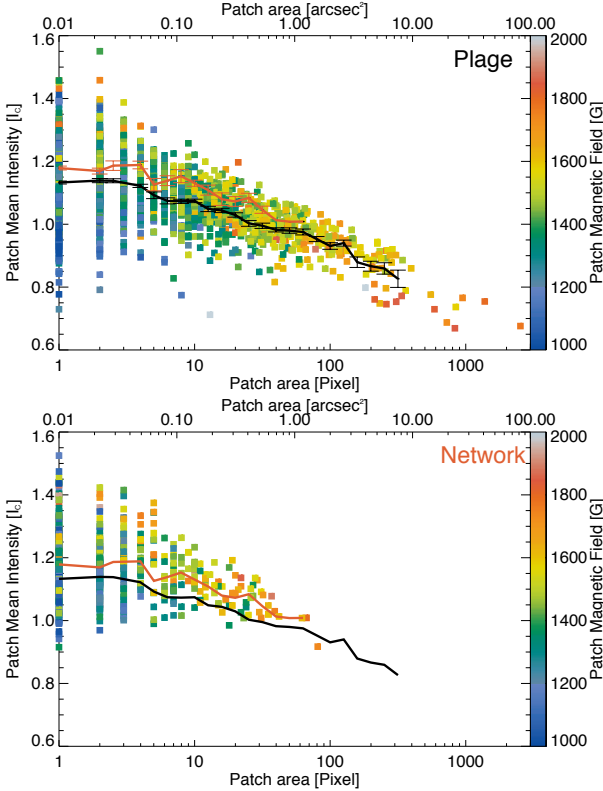 Patch area [arcsec²]
0.01 0.10 1.00 10.00 100.00
1.6 Plage 2000
1.4 1800
1.2 1600
1.0 1400
0.8 1200
0.6 1000
Patch Mean Intensity [I_c]
Patch Magnetic Field [G]
1 10 100 1000
Patch area [Pixel]
Patch area [arcsec²]
0.01 0.10 1.00 10.00 100.00
1.6 Network 2000
1.4 1800
1.2 1600
1.0 1400
0.8 1200
0.6 1000
Patch Mean Intensity [I_c]
Patch Magnetic Field [G]
1 10 100 1000
Patch area [Pixel]